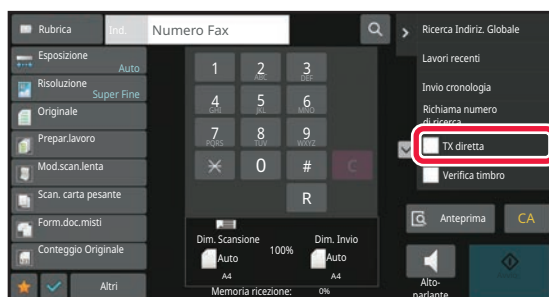 Rubrica
Ind.
Numero Fax
Esposizione
Auto
Risoluzione
Super Fine
Originale
Prepar.lavoro
Mod.scan.lenta
Scan. carta pesante
Form.doc.misti
Conteggio Originale
Altri
1
2
ABC
3
DEF
4
GHI
5
JKL
6
MNO
7
PQRS
8
TUV
9
WXYZ
0
#
C
R
Dim. Scansione
100%
Dim. Invio
Auto
Auto
A4
A4
Memoria ricezione:
0%
Ricerca Indiriz. Globale
Lavori recenti
Invio cronologia
Richiama numero
di ricerca
TX diretta
Verifica timbro
Anteprima
CA
Alto-
parlante